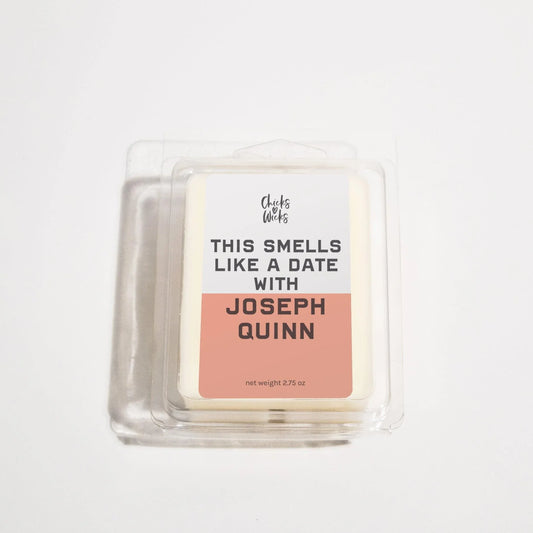 Chicks
Wicks
THIS SMELLS
LIKE A DATE
WITH
JOSEPH
QUINN
net weight 2.75 oz